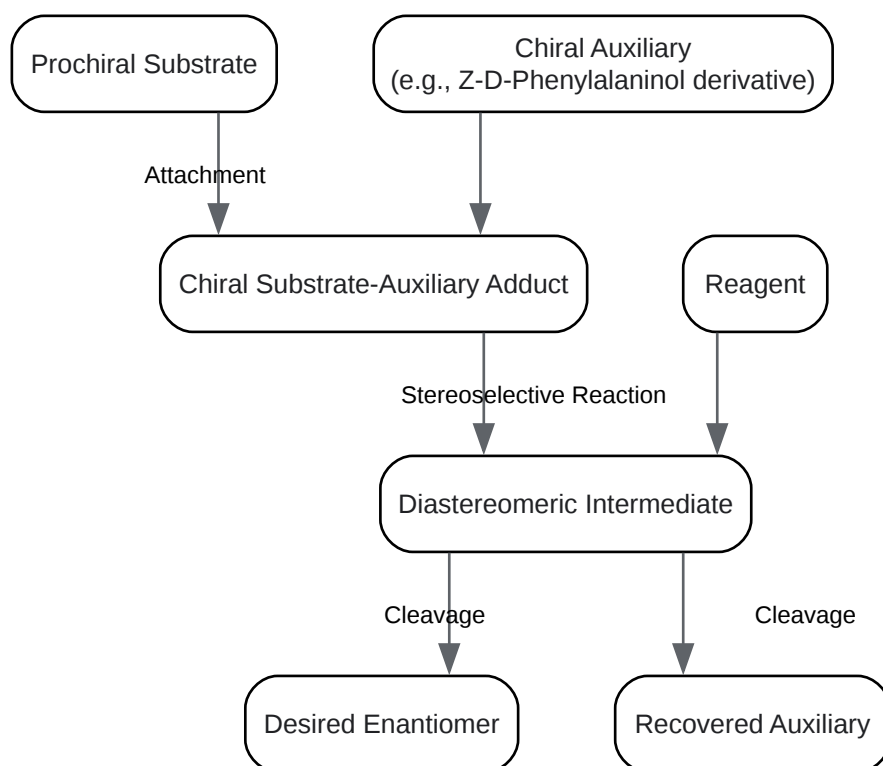 Prochiral Substrate
Chiral Auxiliary
(e.g., Z-D-Phenylalaninol derivative)
Attachment
Chiral Substrate-Auxiliary Adduct
Reagent
Stereoselective Reaction
Diastereomeric Intermediate
Cleavage
Cleavage
Desired Enantiomer
Recovered Auxiliary